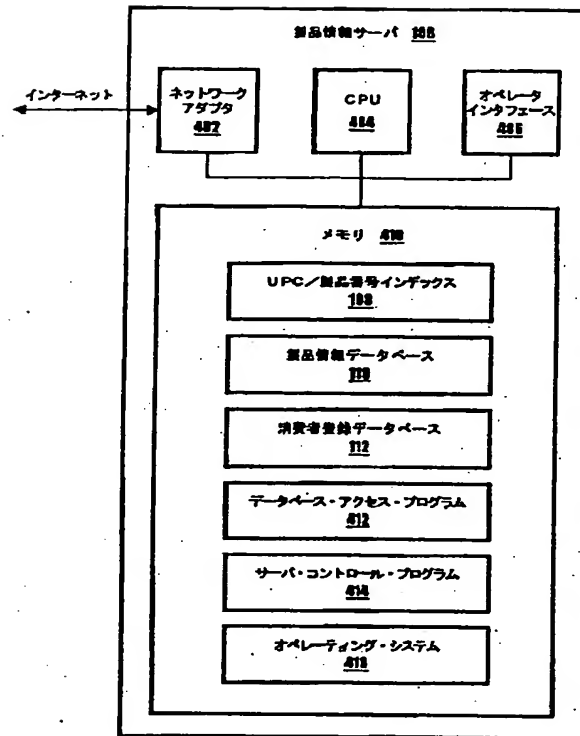 製品情報サーバ
インターネット
ネットワーク
アダプタ
CPU
オペレータ
インタフェース
メモリ 410
UPC/製品番号インデックス
製品情報データベース
110
消費者登録データベース
112
データベース・アクセス・プログラム
412
サーバ・コントロール・プログラム
414
オペレーティング・システム